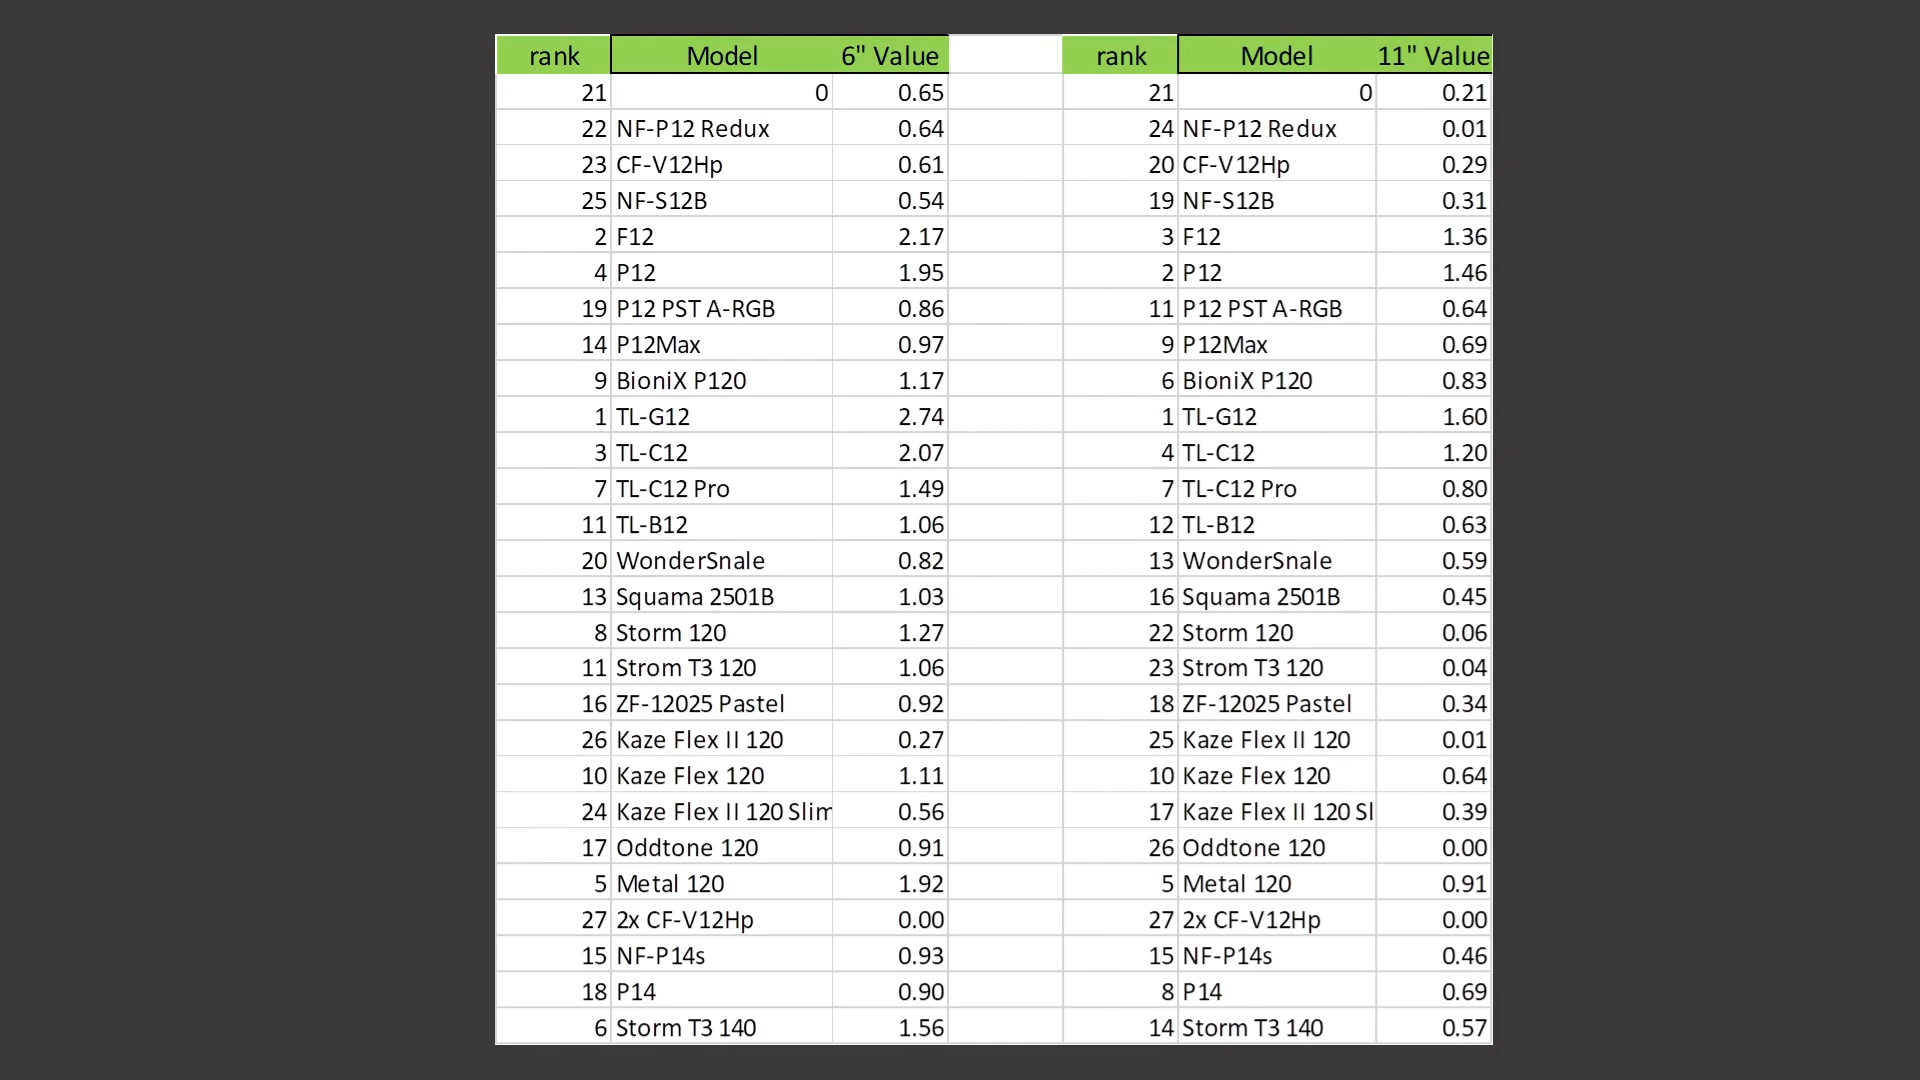 rank Model 6" Value rank Model 11" Value
21 0 0.65 21 0 0.21
22 NF-P12 Redux 0.64 24 NF-P12 Redux 0.01
23 CF-V12Hp 0.61 20 CF-V12Hp 0.29
25 NF-S12B 0.54 19 NF-S12B 0.31
2 F12 2.17 3 F12 1.36
4 P12 1.95 2 P12 1.46
19 P12 PST A-RGB 0.86 11 P12 PST A-RGB 0.64
14 P12Max 0.97 9 P12Max 0.69
9 BioniX P120 1.17 6 BioniX P120 0.83
1 TL-G12 2.74 1 TL-G12 1.60
3 TL-C12 2.07 4 TL-C12 1.20
7 TL-C12 Pro 1.49 7 TL-C12 Pro 0.80
11 TL-B12 1.06 12 TL-B12 0.63
20 WonderSnale 0.82 13 WonderSnale 0.59
13 Squama 2501B 1.03 16 Squama 2501B 0.45
8 Storm 120 1.27 22 Storm 120 0.06
11 Strom T3 120 1.06 23 Strom T3 120 0.04
16 ZF-12025 Pastel 0.92 18 ZF-12025 Pastel 0.34
26 Kaze Flex II 120 0.27 25 Kaze Flex II 120 0.01
10 Kaze Flex 120 1.11 10 Kaze Flex 120 0.64
24 Kaze Flex II 120 Slim 0.56 17 Kaze Flex II 120 Sl 0.39
17 Oddtone 120 0.91 26 Oddtone 120 0.00
5 Metal 120 1.92 5 Metal 120 0.91
27 2x CF-V12Hp 0.00 27 2x CF-V12Hp 0.00
15 NF-P14s 0.93 15 NF-P14s 0.46
18 P14 0.90 8 P14 0.69
6 Storm T3 140 1.56 14 Storm T3 140 0.57